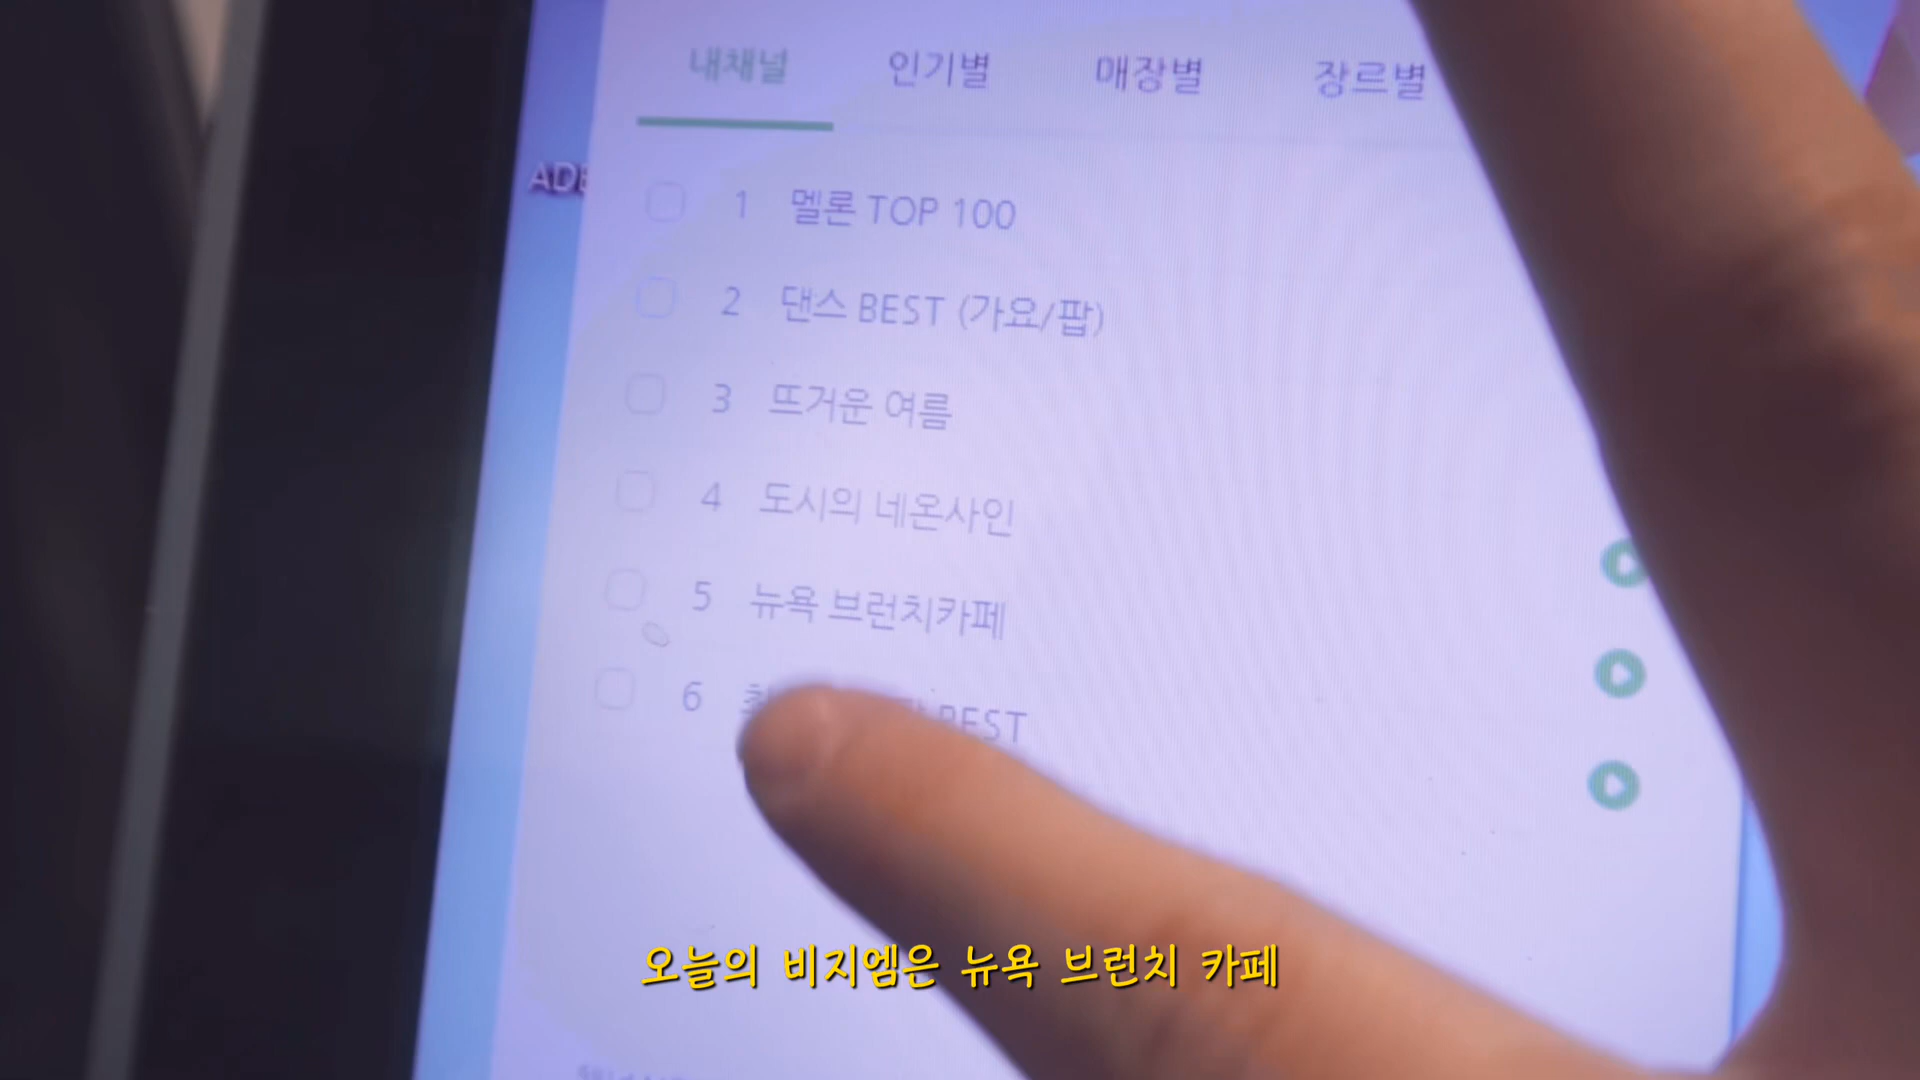 내채널 인기별 매장별 장르별
1 멜론 TOP 100
2 댄스 BEST (가요/팝)
3 뜨거운 여름
4 도시의 네온사인
5 뉴욕 브런치카페
6 BEST
오늘의 비지엠은 뉴욕 브런치 카페